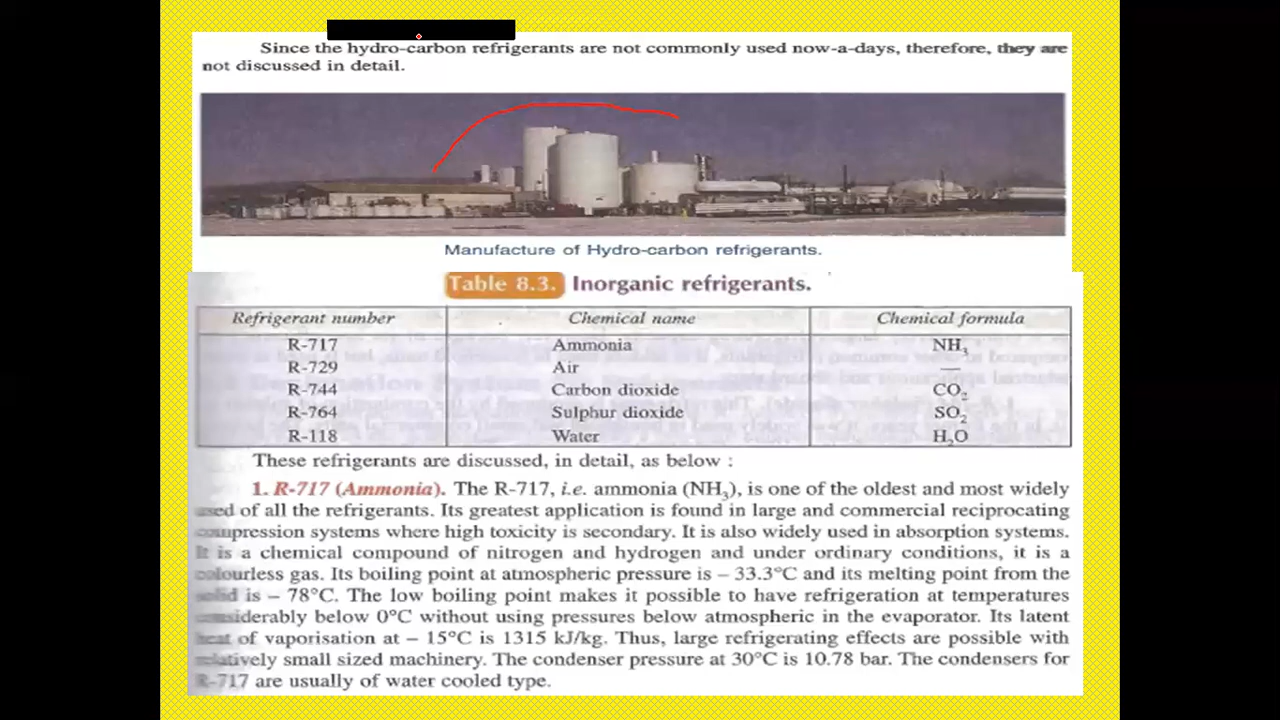 Since the hydro-carbon refrigerants are not commonly used now-a-days, therefore, they are
not discussed in detail.
Manufacture of Hydro-carbon refrigerants.
Table 8.3. Inorganic refrigerants.
Refrigerant number Chemical name Chemical formula
R-717 Ammonia NH3
R-729 Air —
R-744 Carbon dioxide CO2
R-764 Sulphur dioxide SO2
R-118 Water H2O
These refrigerants are discussed, in detail, as below :
1. R-717 (Ammonia). The R-717, i.e. ammonia (NH3), is one of the oldest and most widely
used of all the refrigerants. Its greatest application is found in large and commercial reciprocating
compression systems where high toxicity is secondary. It is also widely used in absorption systems.
It is a chemical compound of nitrogen and hydrogen and under ordinary conditions, it is a
colourless gas. Its boiling point at atmospheric pressure is – 33.3°C and its melting point from the
solid is – 78°C. The low boiling point makes it possible to have refrigeration at temperatures
considerably below 0°C without using pressures below atmospheric in the evaporator. Its latent
heat of vaporisation at – 15°C is 1315 kJ/kg. Thus, large refrigerating effects are possible with
relatively small sized machinery. The condenser pressure at 30°C is 10.78 bar. The condensers for
R-717 are usually of water cooled type.